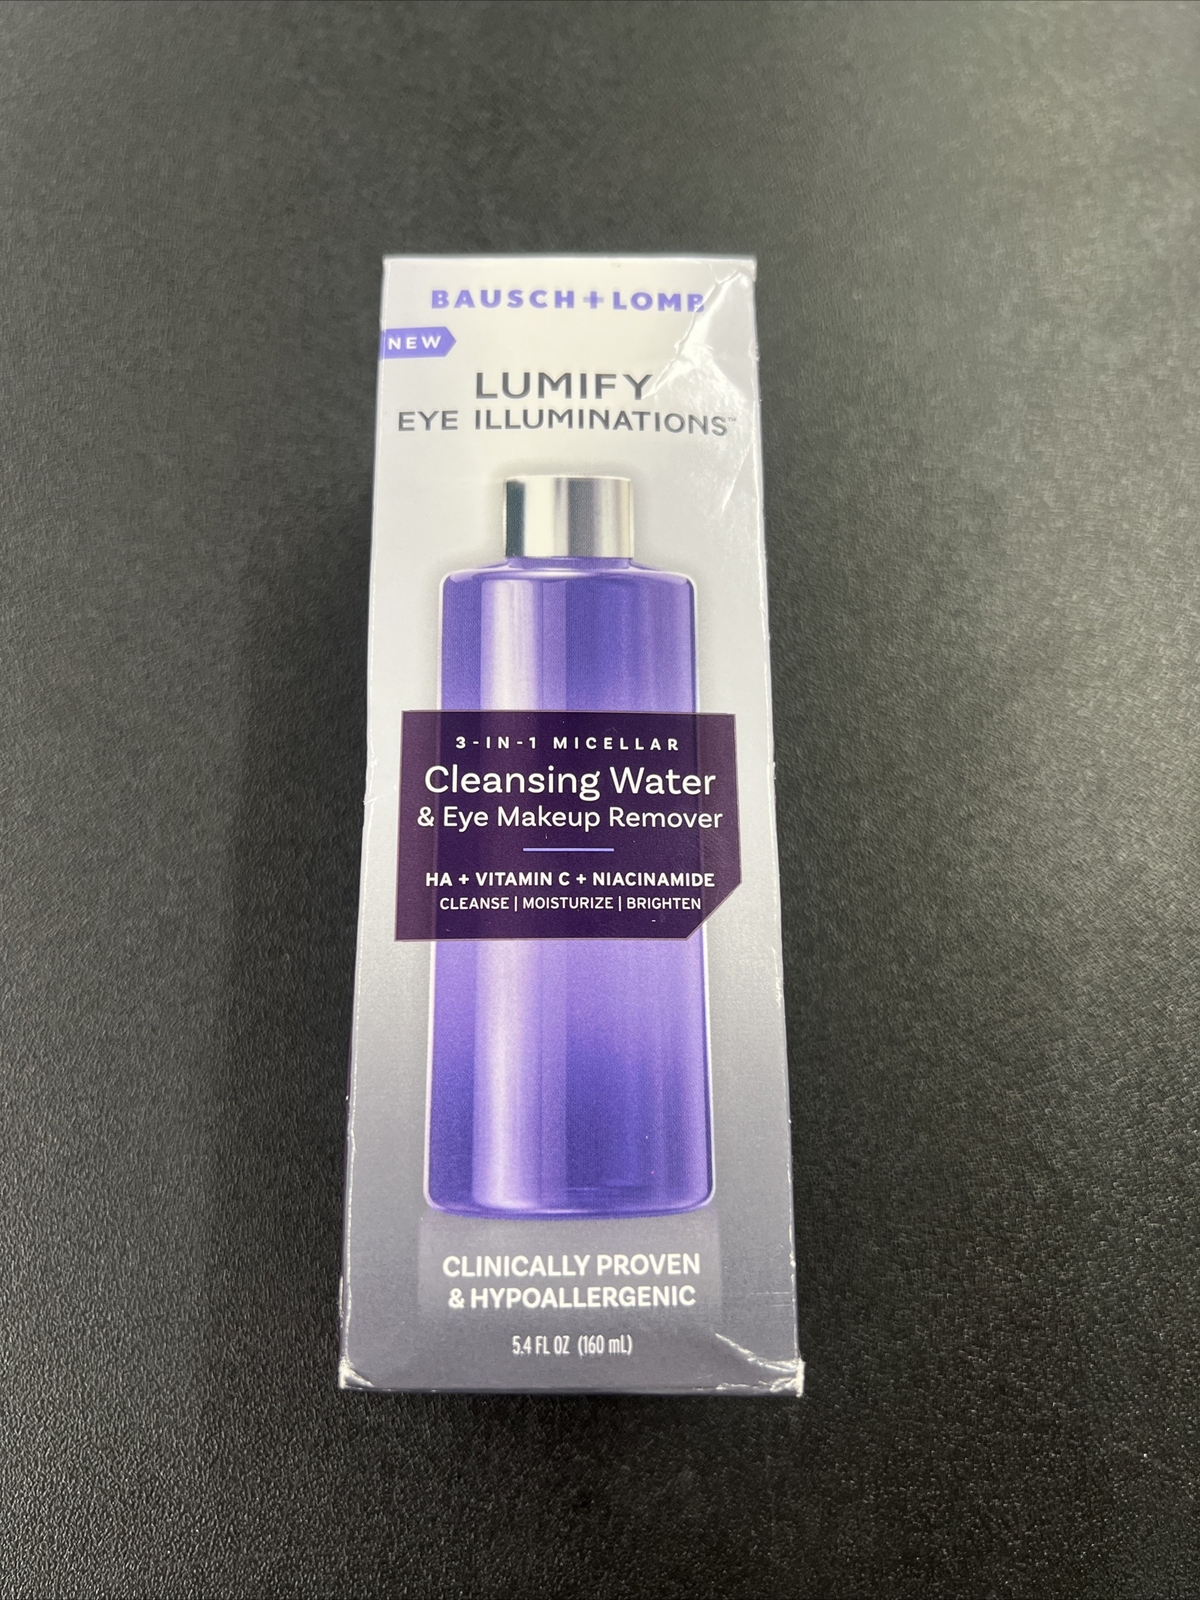 BAUSCH + LOMB
NEW
LUMIFY
EYE ILLUMINATIONS™
3-IN-1 MICELLAR
Cleansing Water
& Eye Makeup Remover
HA + VITAMIN C + NIACINAMIDE
CLEANSE | MOISTURIZE | BRIGHTEN
CLINICALLY PROVEN
& HYPOALLERGENIC
5.4 FL OZ (160 mL)